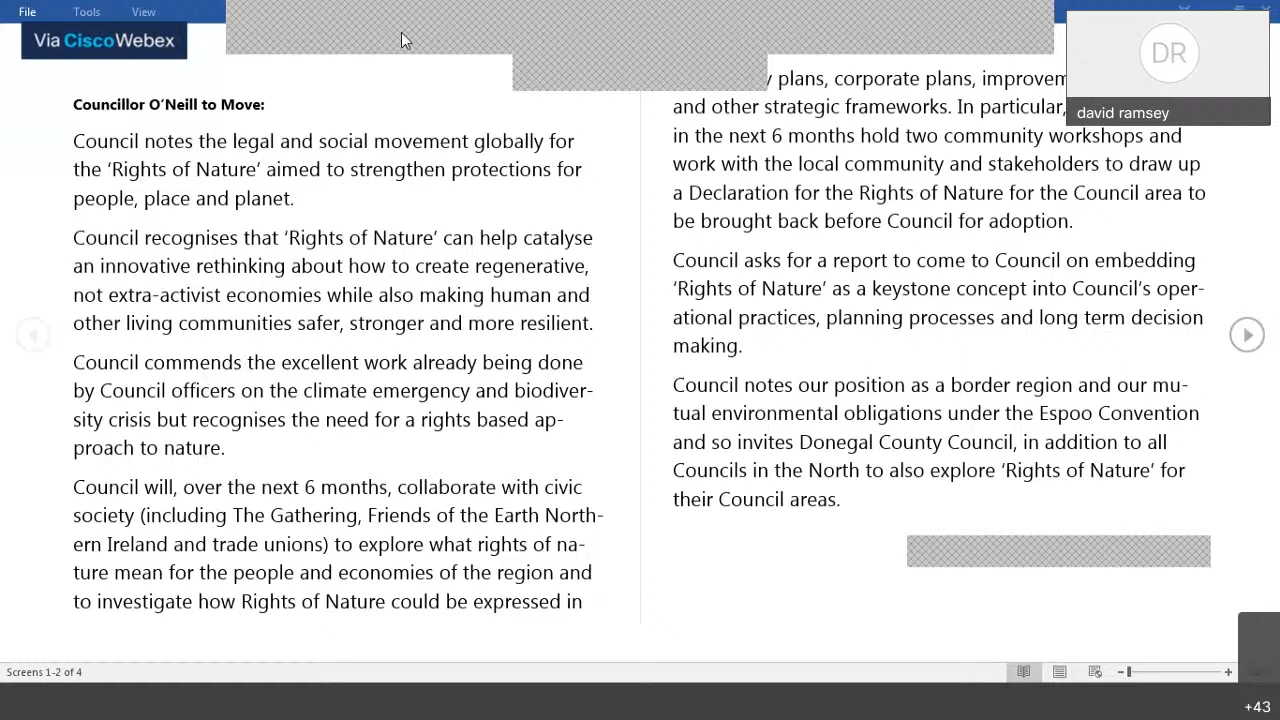 File Tools View
Via Cisco Webex
DR
david ramsey
Councillor O´Neill to Move:
Council notes the legal and social movement globally for
the ‘Rights of Nature’ aimed to strengthen protections for
people, place and planet.
Council recognises that ‘Rights of Nature’ can help catalyse
an innovative rethinking about how to create regenerative,
not extra-activist economies while also making human and
other living communities safer, stronger and more resilient.
Council commends the excellent work already being done
by Council officers on the climate emergency and biodiver-
sity crisis but recognises the need for a rights based ap-
proach to nature.
Council will, over the next 6 months, collaborate with civic
society (including The Gathering, Friends of the Earth North-
ern Ireland and trade unions) to explore what rights of na-
ture mean for the people and economies of the region and
to investigate how Rights of Nature could be expressed in
plans, corporate plans,
and other strategic frameworks. In particular,
in the next 6 months hold two community workshops and
work with the local community and stakeholders to draw up
a Declaration for the Rights of Nature for the Council area to
be brought back before Council for adoption.
Council asks for a report to come to Council on embedding
‘Rights of Nature’ as a keystone concept into Council’s oper-
ational practices, planning processes and long term decision
making.
Council notes our position as a border region and our mu-
tual environmental obligations under the Espoo Convention
and so invites Donegal County Council, in addition to all
Councils in the North to also explore ‘Rights of Nature’ for
their Council areas.
Screens 1-2 of 4
+43